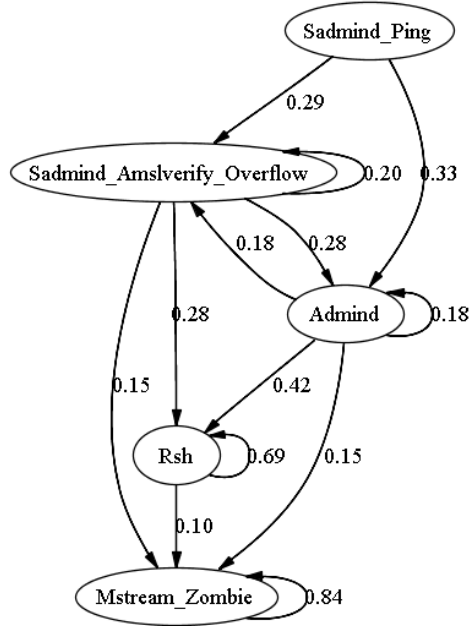 Sadmind_Ping
0.29
Sadmind_Amslverify_Overflow
0.20
0.33
0.18
0.28
Admind
0.18
0.28
0.15
0.42
Rsh
0.69
0.15
0.10
Mstream_Zombie
0.84